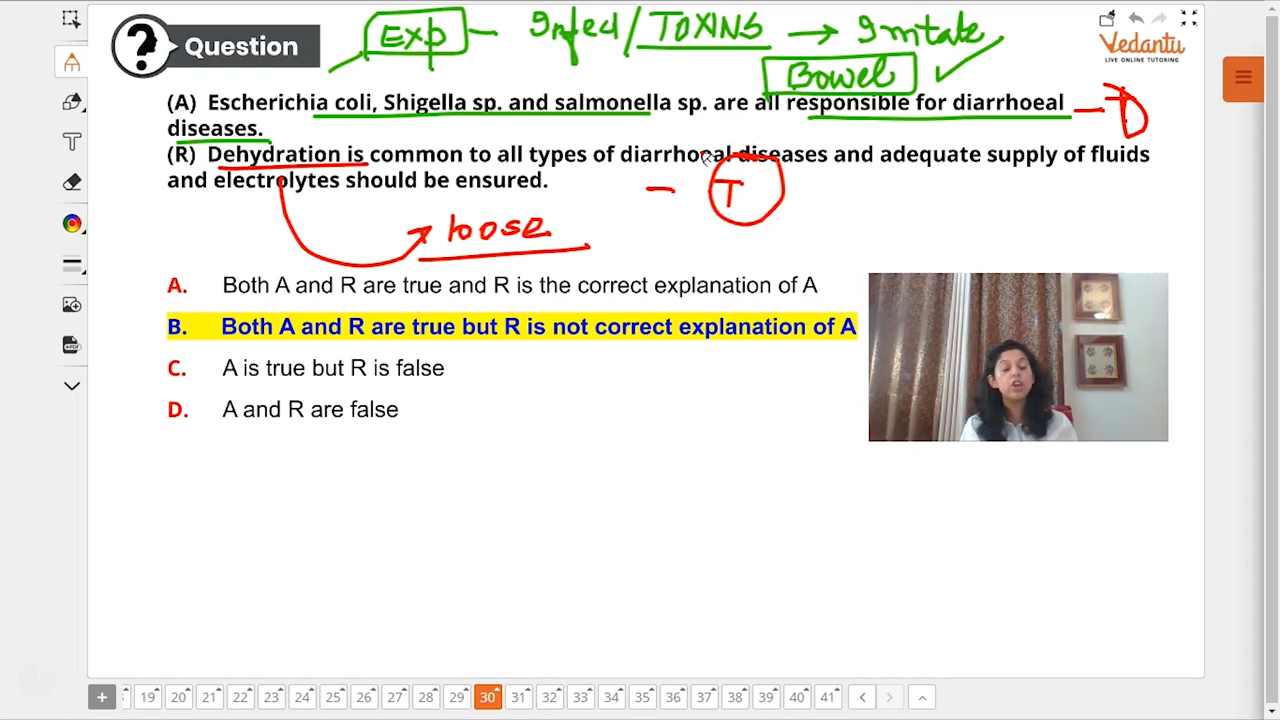 EXP - Infed / TOXINS → Irritate
Bowel
Question
Vedantu
LIVE ONLINE TUTORING
(A) Escherichia coli, Shigella sp. and salmonella sp. are all responsible for diarrhoeal
diseases.
(R) Dehydration is common to all types of diarrhoeal diseases and adequate supply of fluids
and electrolytes should be ensured.
T
loose
A. Both A and R are true and R is the correct explanation of A
B. Both A and R are true but R is not correct explanation of A
C. A is true but R is false
D. A and R are false
19 20 21 22 23 24 25 26 27 28 29 30 31 32 33 34 35 36 37 38 39 40 41